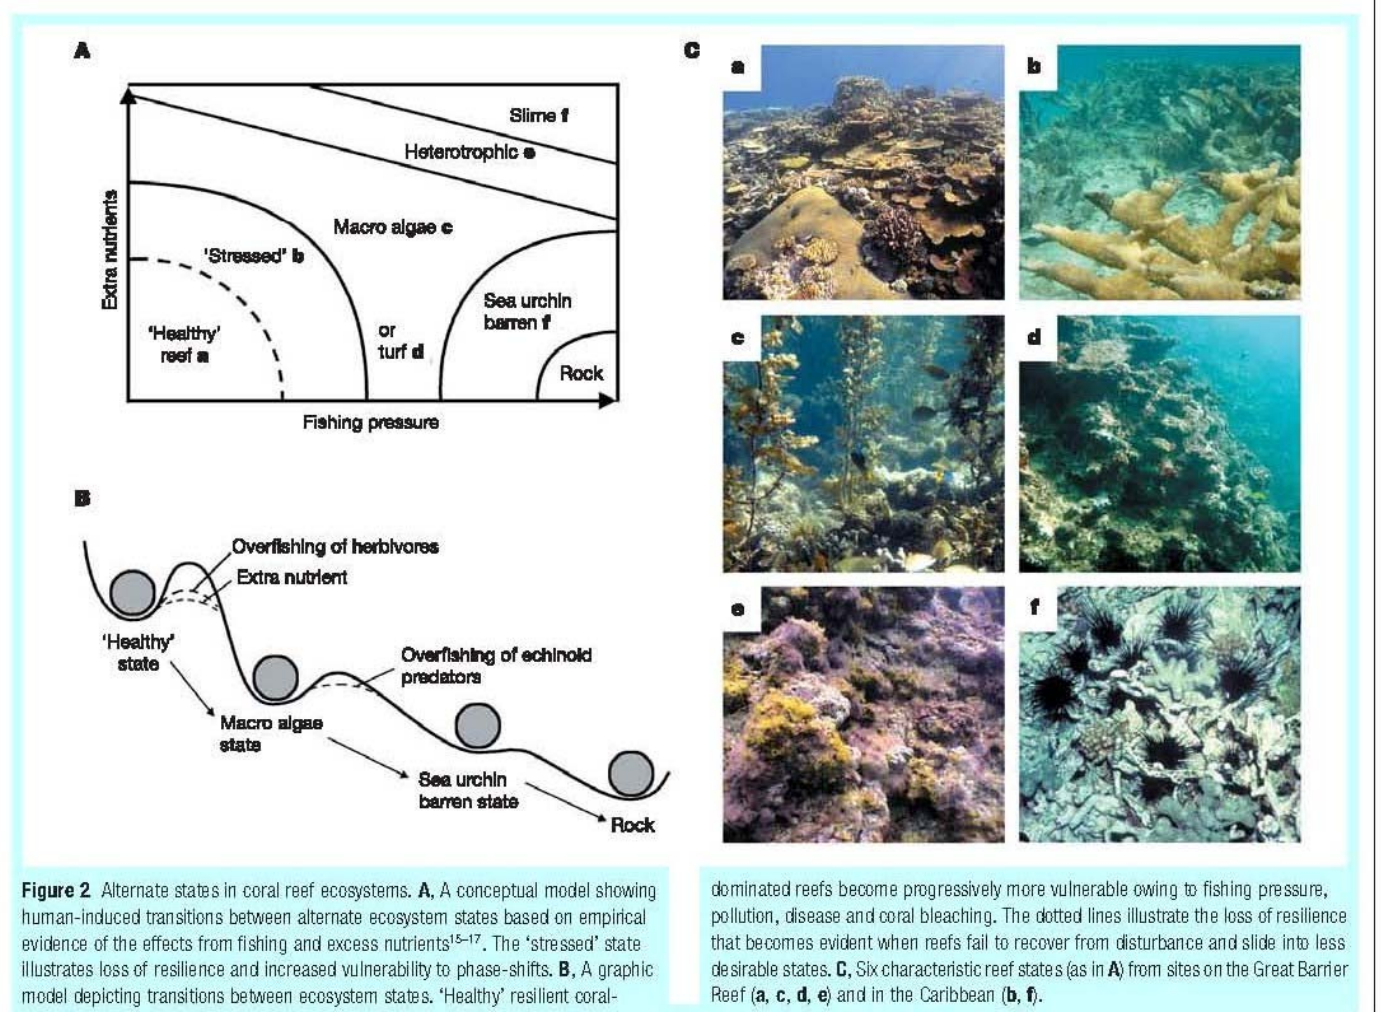 A
Slime f
Heterotrophic e
Macro algae c
'Stressed' b
Extra nutrients
Sea urchin
barren f
'Healthy'
reef a
or
turf d
Rock
Fishing pressure
B
Overfishing of herbivores
Extra nutrient
'Healthy'
state
Overfishing of echinoid
predators
Macro algae
state
Sea urchin
barren state
Rock
C
a
b
c
d
e
f
Figure 2 Alternate states in coral reef ecosystems. A, A conceptual model showing
human-induced transitions between alternate ecosystem states based on empirical
evidence of the effects from fishing and excess nutrients15–17. The 'stressed' state
illustrates loss of resilience and increased vulnerability to phase-shifts. B, A graphic
model depicting transitions between ecosystem states. 'Healthy' resilient coral-
dominated reefs become progressively more vulnerable owing to fishing pressure,
pollution, disease and coral bleaching. The dotted lines illustrate the loss of resilience
that becomes evident when reefs fail to recover from disturbance and slide into less
desirable states. C, Six characteristic reef states (as in A) from sites on the Great Barrier
Reef (a, c, d, e) and in the Caribbean (b, f).